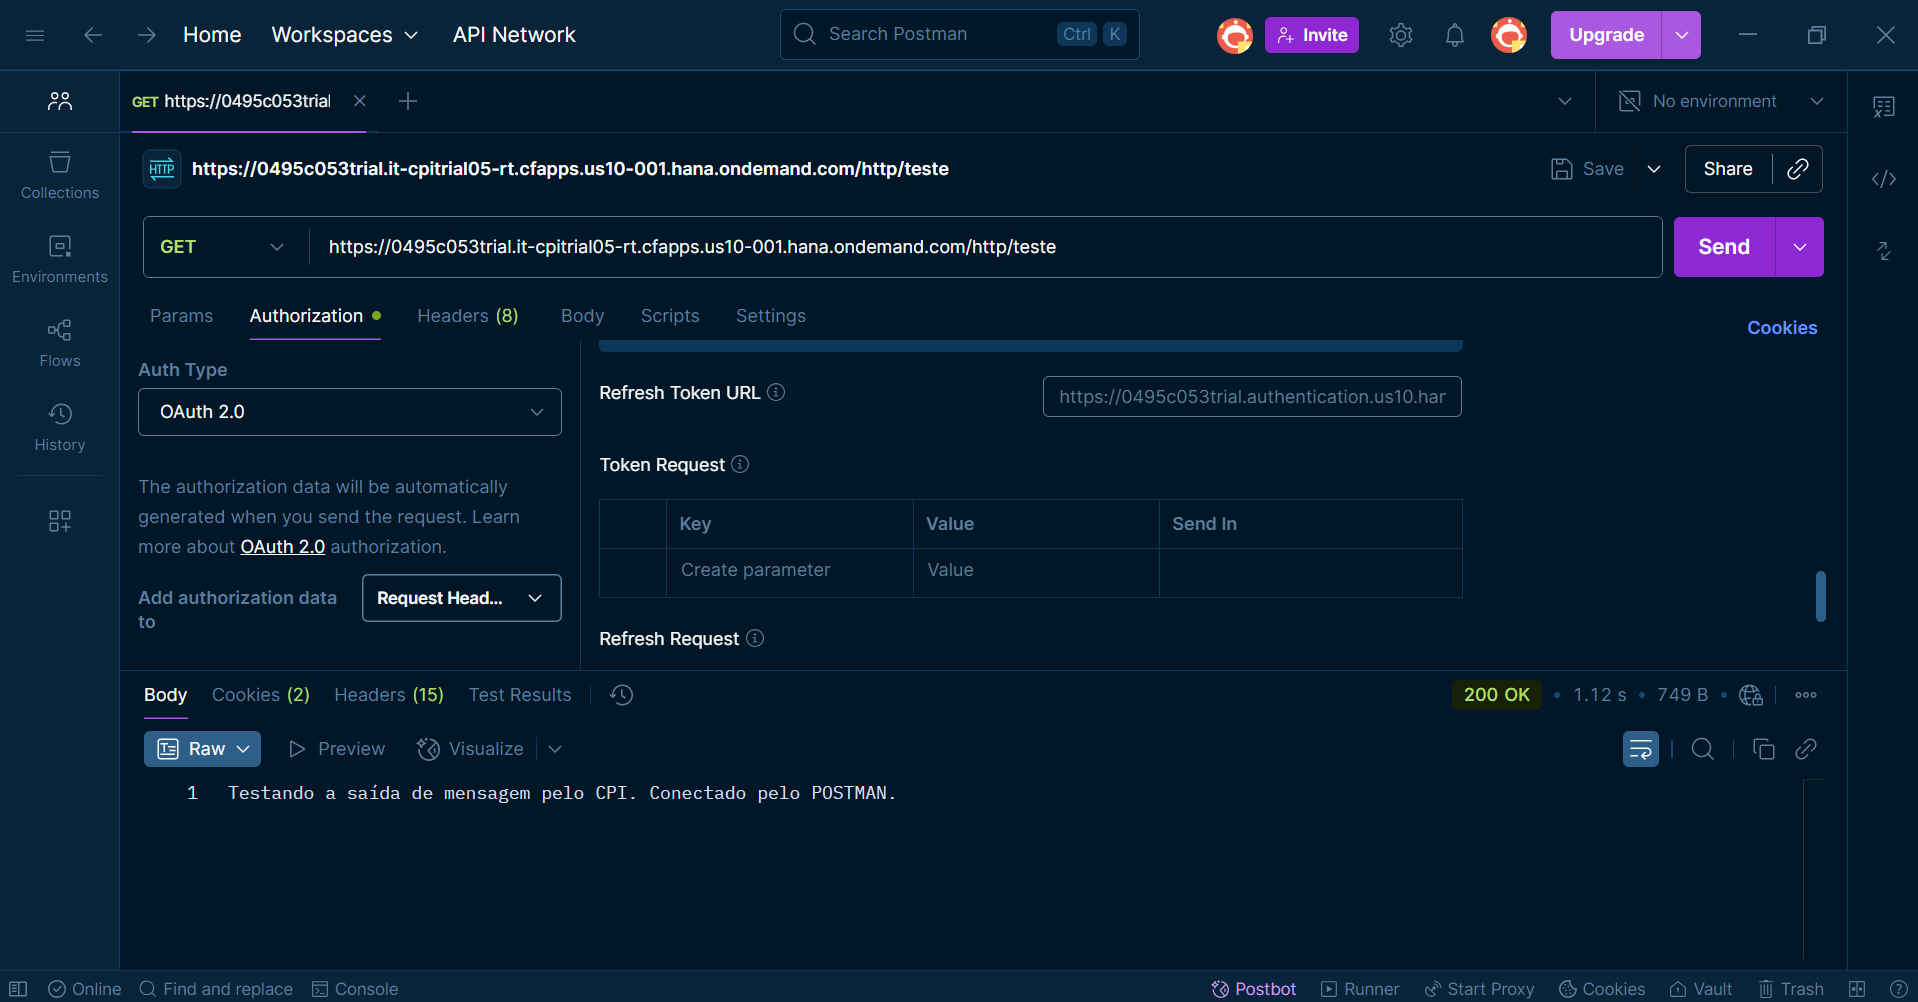 Home Workspaces API Network Search Postman Ctrl K Invite Upgrade
GET https://0495c053trial No environment
HTTP https://0495c053trial.it-cpitrial05-rt.cfapps.us10-001.hana.ondemand.com/http/teste Save Share
GET https://0495c053trial.it-cpitrial05-rt.cfapps.us10-001.hana.ondemand.com/http/teste Send
Collections
Environments
Flows
History
Params Authorization Headers (8) Body Scripts Settings Cookies
Auth Type
OAuth 2.0
The authorization data will be automatically
generated when you send the request. Learn
more about OAuth 2.0 authorization.
Add authorization data
to
Request Head...
Refresh Token URL https://0495c053trial.authentication.us10.har
Token Request
Key Value Send In
Create parameter Value
Refresh Request
Body Cookies (2) Headers (15) Test Results 200 OK • 1.12 s • 749 B •
Raw Preview Visualize
1 Testando a saída de mensagem pelo CPI. Conectado pelo POSTMAN.
Online Find and replace Console Postbot Runner Start Proxy Cookies Vault Trash